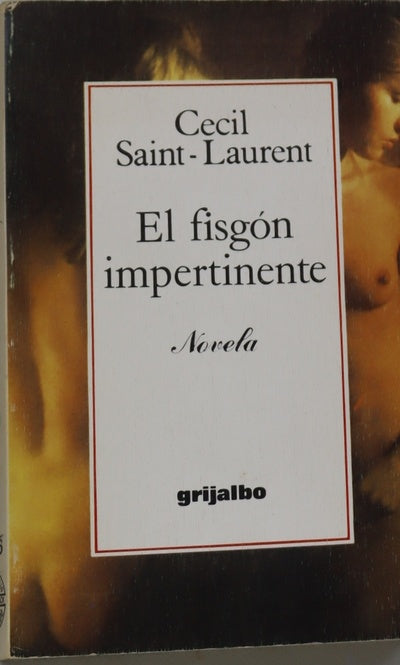 Cecil
Saint-Laurent
El fisgón
impertinente
Novela
grijalbo